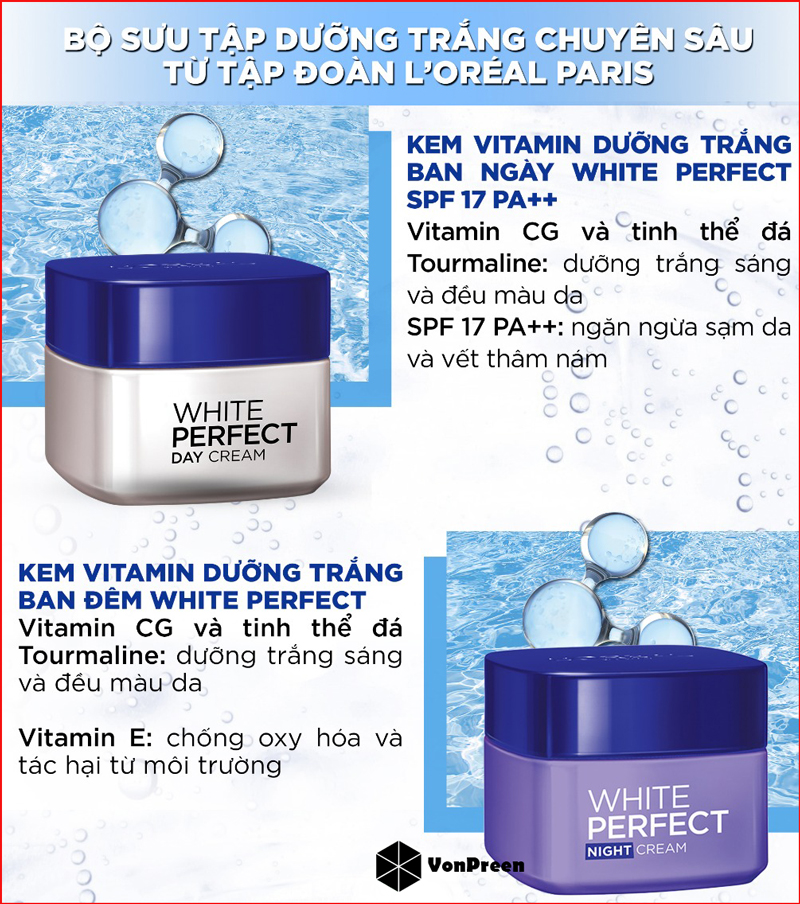 BỘ SƯU TẬP DƯỠNG TRẮNG CHUYÊN SÂU
TỪ TẬP ĐOÀN L'ORÉAL PARIS
KEM VITAMIN DƯỠNG TRẮNG
BAN NGÀY WHITE PERFECT
SPF 17 PA++
Vitamin CG và tinh thể đá
Tourmaline: dưỡng trắng sáng
và đều màu da
SPF 17 PA++: ngăn ngừa sạm da
và vết thâm nám
WHITE
PERFECT
DAY CREAM
KEM VITAMIN DƯỠNG TRẮNG
BAN ĐÊM WHITE PERFECT
Vitamin CG và tinh thể đá
Tourmaline: dưỡng trắng sáng
và đều màu da
Vitamin E: chống oxy hóa và
tác hại từ môi trường
WHITE
PERFECT
NIGHT CREAM
VonPreen